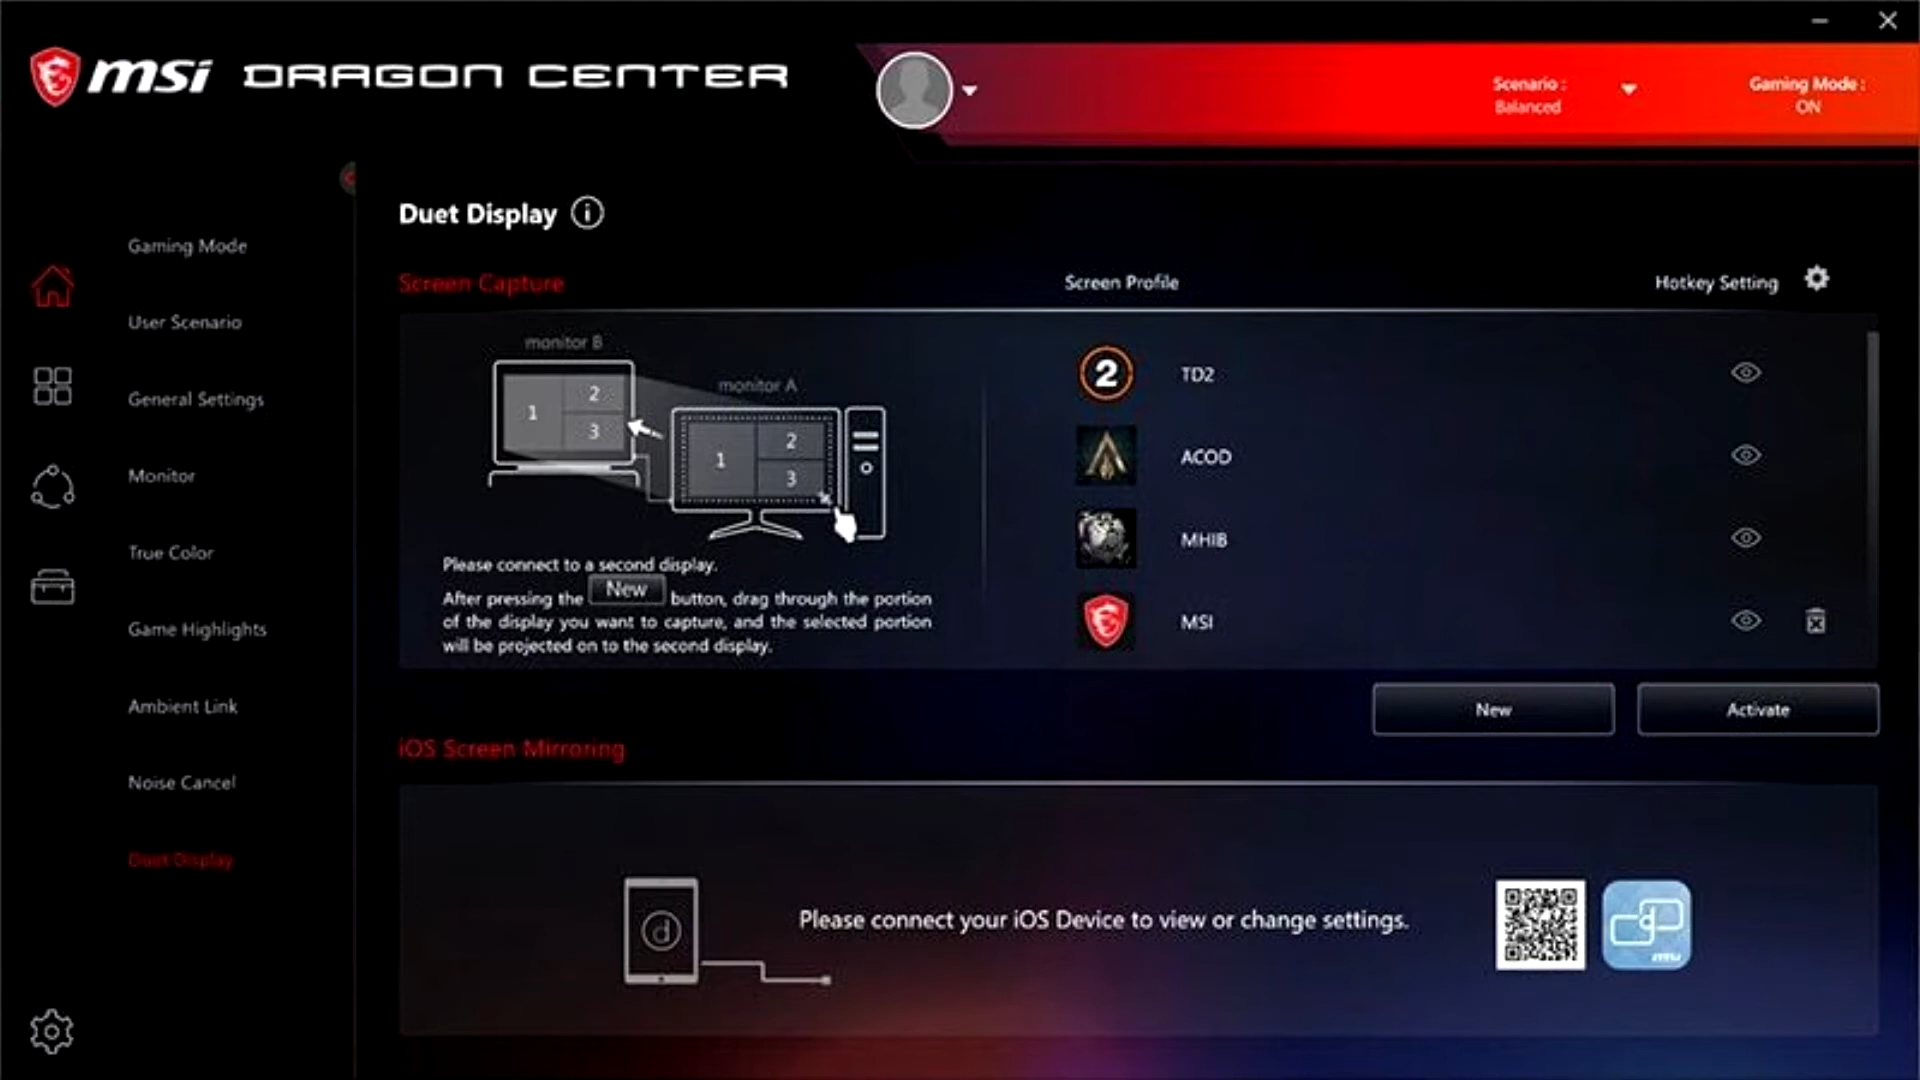 msi DRAGON CENTER
Scenario :
Balanced
Gaming Mode :
ON
Gaming Mode
User Scenario
General Settings
Monitor
True Color
Game Highlights
Ambient Link
Noise Cancel
Duet Display
Duet Display i
Screen Capture
Screen Profile
Hotkey Setting
monitor B
1
2
3
monitor A
1
2
3
Please connect to a second display.
After pressing the New button, drag through the portion
of the display you want to capture, and the selected portion
will be projected on to the second display.
2 TD2
ACOD
MHIB
MSI
New
Activate
iOS Screen Mirroring
d
Please connect your iOS Device to view or change settings.
d
msi